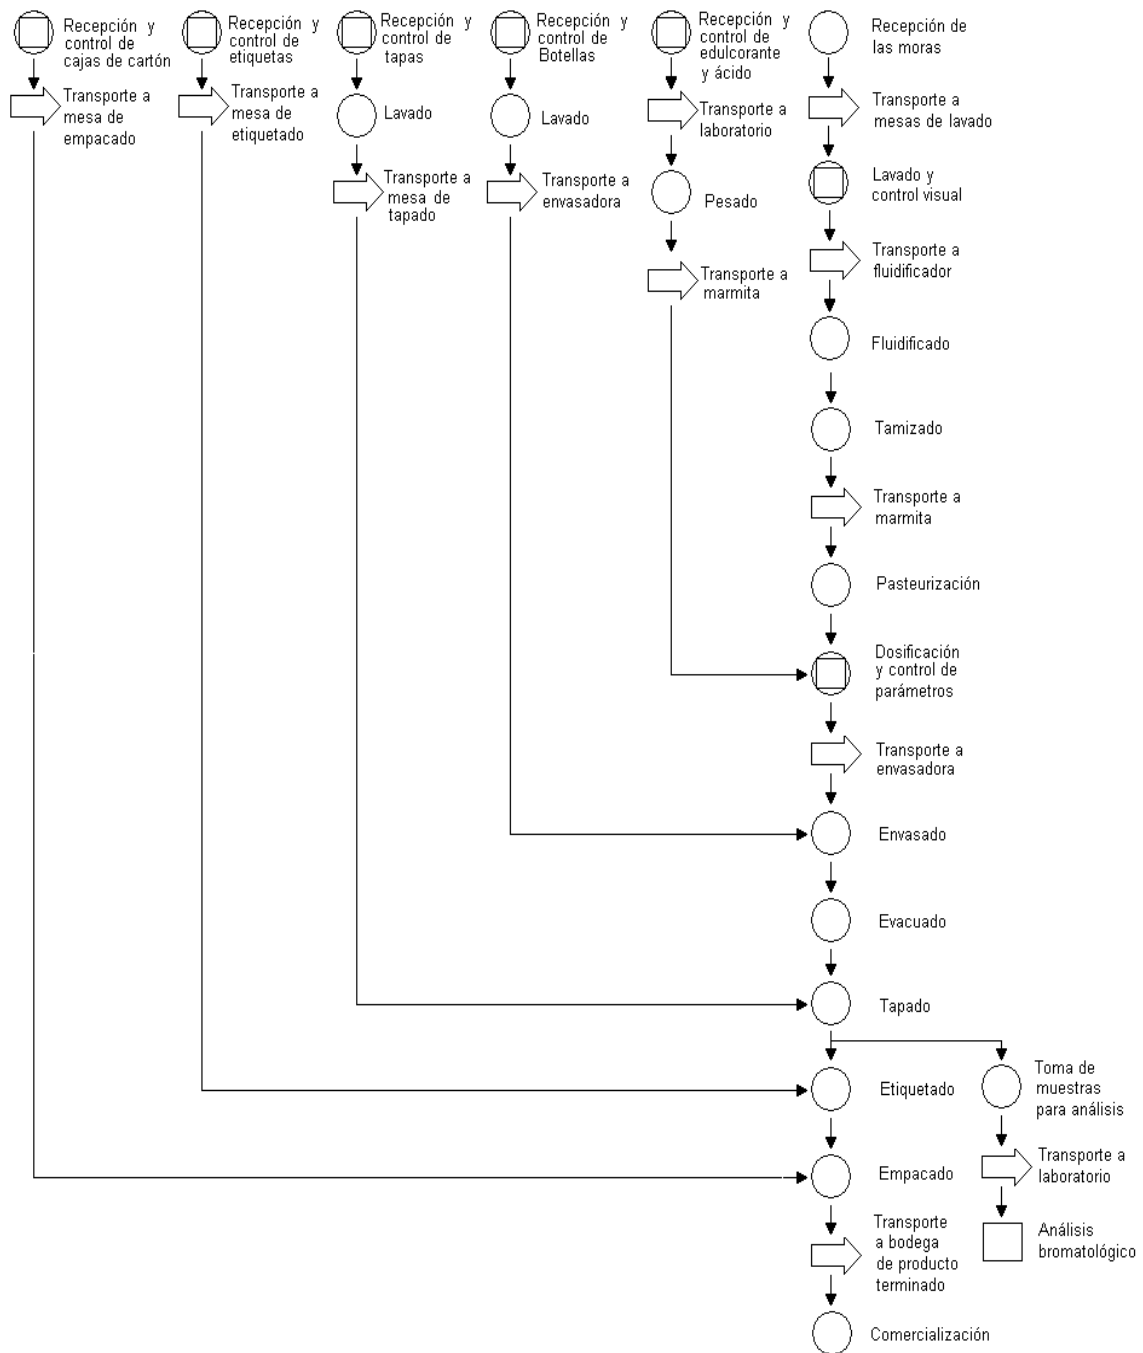 Recepción y
control de
cajas de cartón
Transporte a
mesa de
empacado
Recepción y
control de
etiquetas
Transporte a
mesa de
etiquetado
Recepción y
control de
tapas
Lavado
Transporte a
mesa de
tapado
Recepción y
control de
Botellas
Lavado
Transporte a
envasadora
Recepción y
control de
edulcorante
y ácido
Transporte a
laboratorio
Pesado
Transporte a
marmita
Recepción de
las moras
Transporte a
mesas de lavado
Lavado y
control visual
Transporte a
fluidificador
Fluidificado
Tamizado
Transporte a
marmita
Pasteurización
Dosificación
y control de
parámetros
Transporte a
envasadora
Envasado
Evacuado
Tapado
Etiquetado
Empacado
Transporte
a bodega
de producto
terminado
Comercialización
Toma de
muestras
para análisis
Transporte a
laboratorio
Análisis
bromatológico